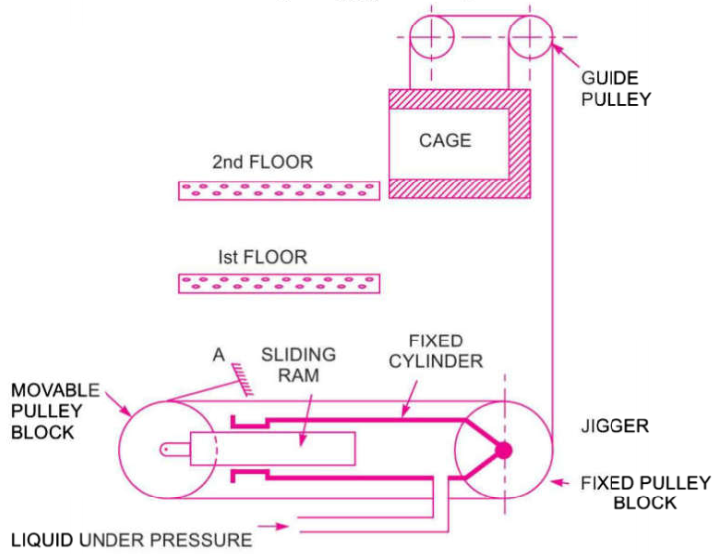 GUIDE
PULLEY
CAGE
2nd FLOOR
Ist FLOOR
A
SLIDING
RAM
FIXED
CYLINDER
MOVABLE
PULLEY
BLOCK
JIGGER
FIXED PULLEY
BLOCK
LIQUID UNDER PRESSURE